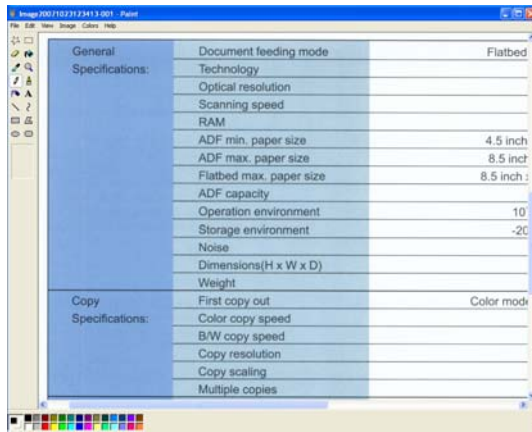 Image20071023123413-001 - Paint
File Edit View Image Colors Help
General Document feeding mode Flatbed
Specifications: Technology
Optical resolution
Scanning speed
RAM
ADF min. paper size 4.5 inch
ADF max. paper size 8.5 inch
Flatbed max. paper size 8.5 inch
ADF capacity
Operation environment 10
Storage environment -20
Noise
Dimensions(H x W x D)
Weight
Copy First copy out Color mode
Specifications: Color copy speed
B/W copy speed
Copy resolution
Copy scaling
Multiple copies